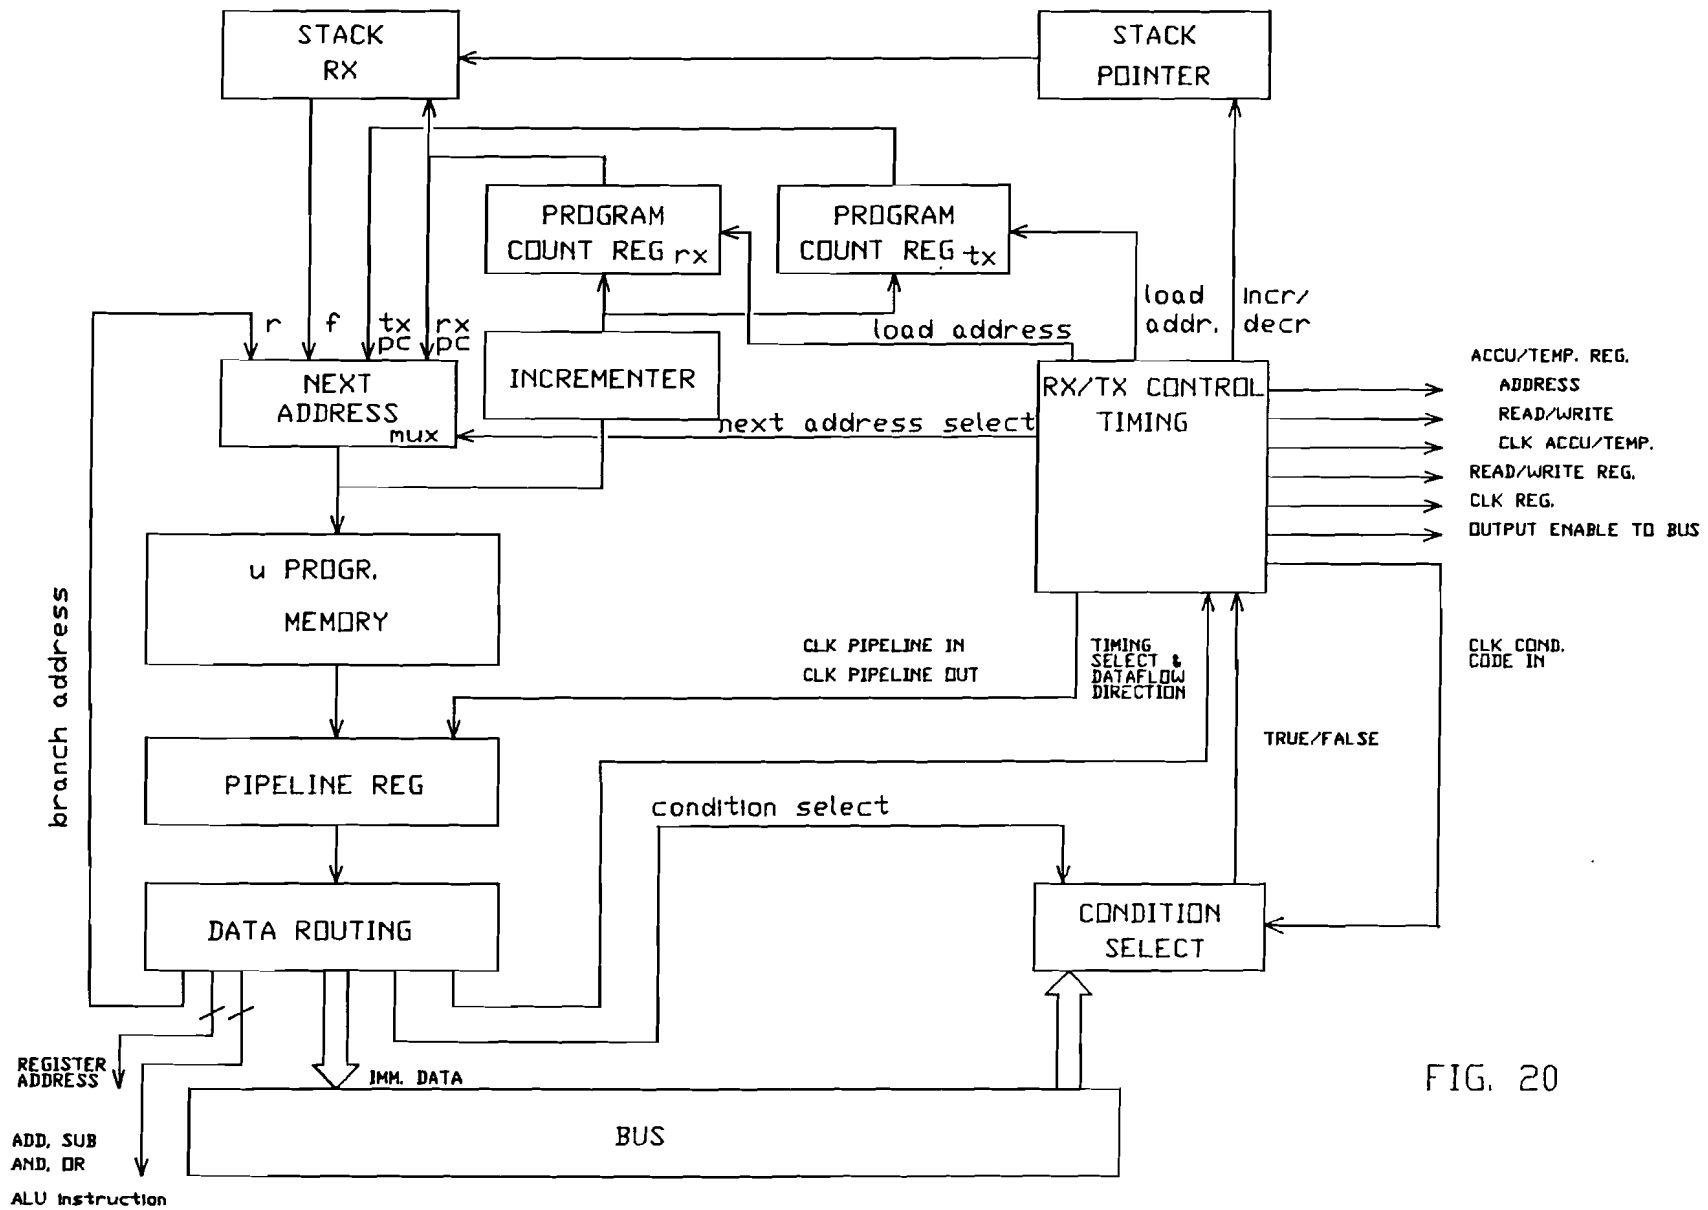 STACK
RX
STACK
POINTER
PROGRAM
COUNT REG rx
PROGRAM
COUNT REG tx
r
f
tx
pc
rx
pc
load address
load
addr.
Incr/
decr
NEXT
ADDRESS
mux
INCREMENTER
next address select
RX/TX CONTROL
TIMING
ACCU/TEMP. REG.
ADDRESS
READ/WRITE
CLK ACCU/TEMP.
READ/WRITE REG.
CLK REG.
OUTPUT ENABLE TO BUS
u PROGR.
MEMORY
branch address
CLK PIPELINE IN
CLK PIPELINE OUT
TIMING
SELECT &
DATAFLOW
DIRECTION
CLK COND.
CODE IN
TRUE/FALSE
PIPELINE REG
condition select
DATA ROUTING
CONDITION
SELECT
REGISTER
ADDRESS
IMM. DATA
FIG. 20
BUS
ADD, SUB
AND, OR
ALU Instruction